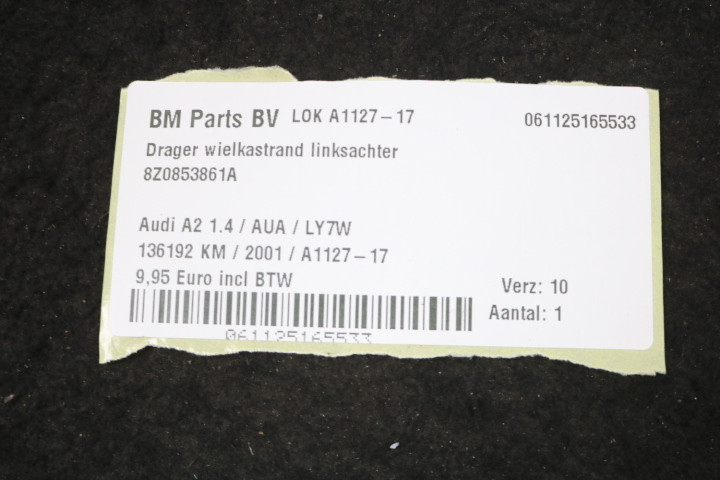 BM Parts BV LOK A1127-17 061125165533
Drager wielkastrand linksachter
8Z0853861A
Audi A2 1.4 / AUA / LY7W
136192 KM / 2001 / A1127-17
9,95 Euro incl BTW
Verz: 10
Aantal: 1
061125165533